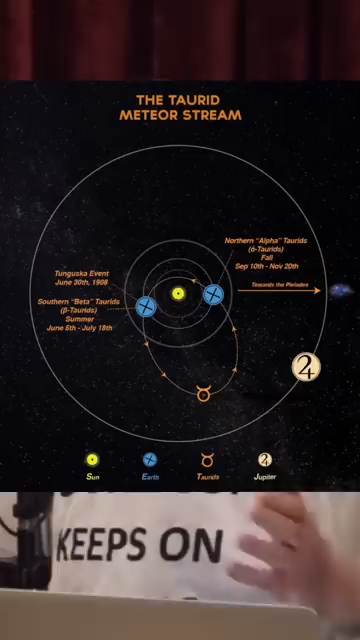 THE TAURID
METEOR STREAM
Northern "Alpha" Taurids
Fall
Sep 10th - Nov 20th
Tunguska Event
June 30th, 1908
Towards the Pleiades
Southern "Beta" Taurids
(β-Taurids)
Summer
June 5th - July 18th
Sun
Earth
Taurids
Jupiter
KEEPS ON